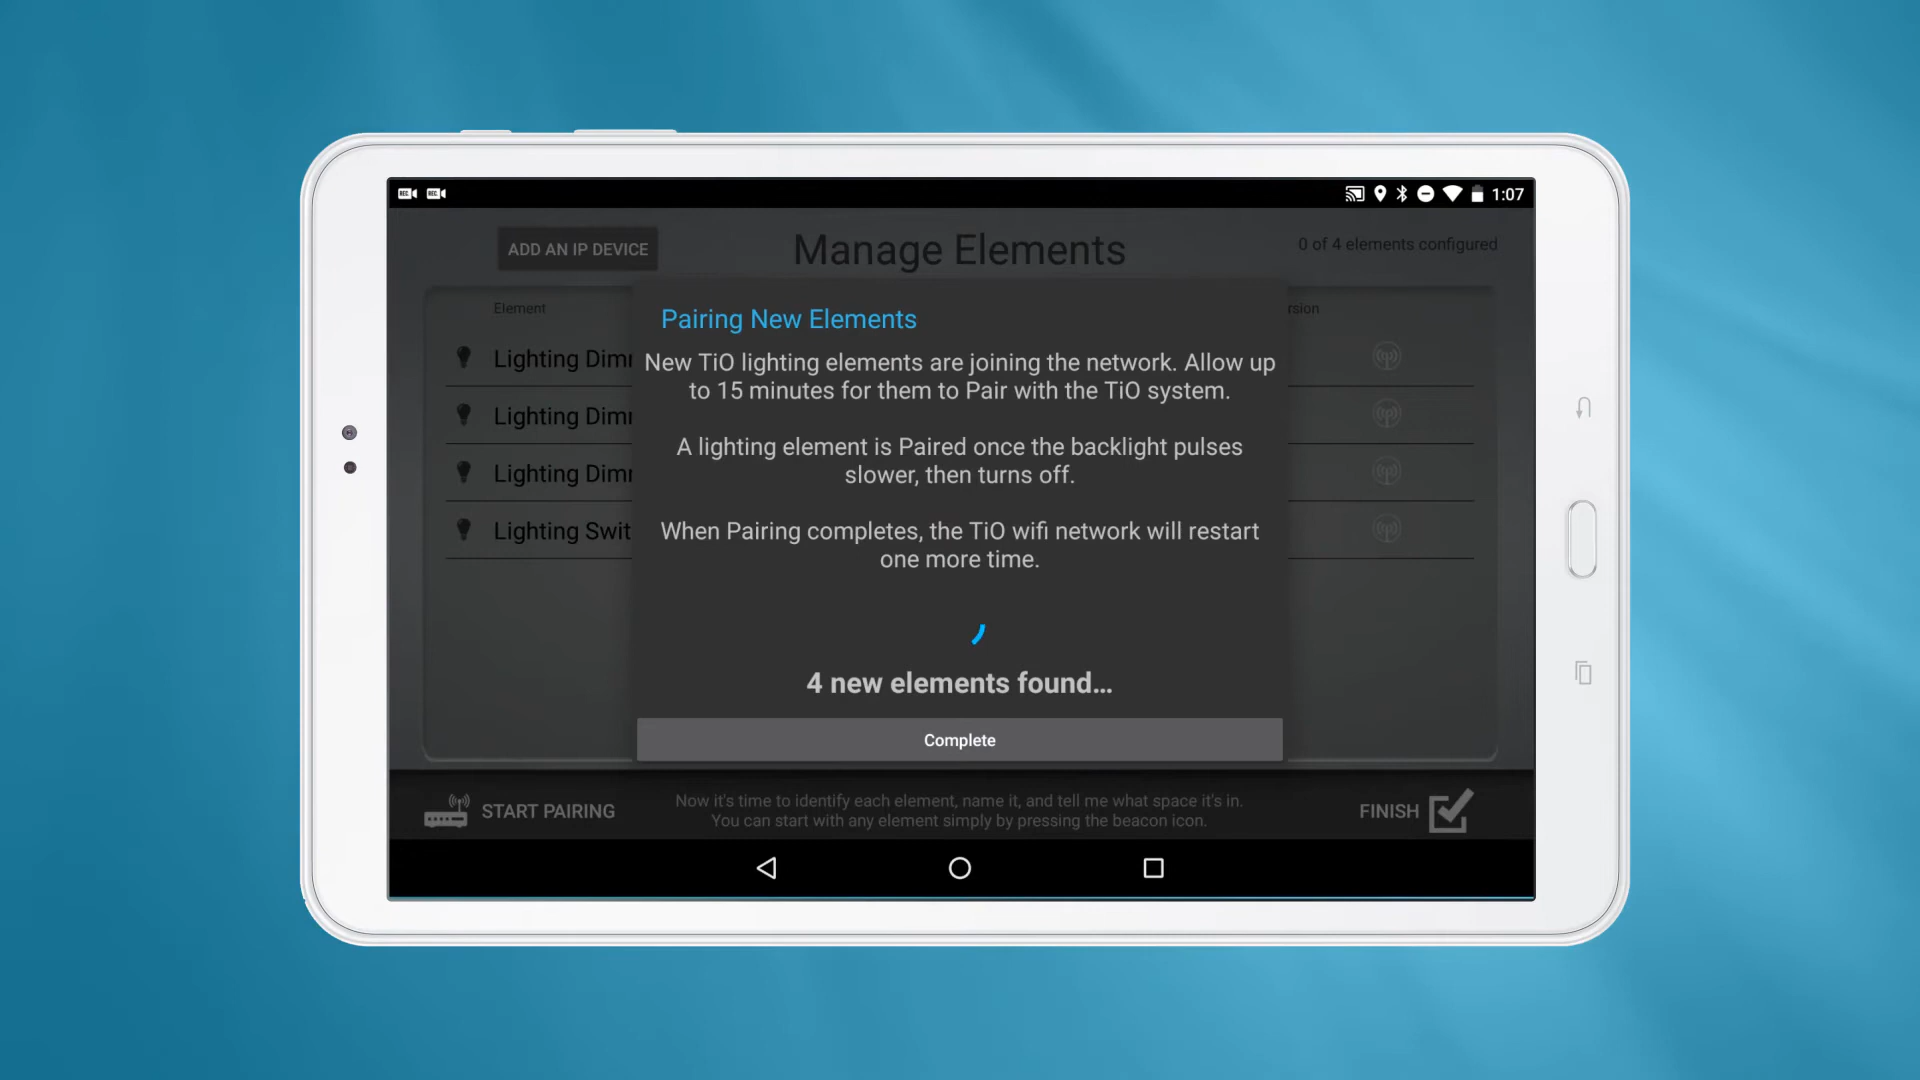 REC REC 1:07
ADD AN IP DEVICE Manage Elements 0 of 4 elements configured
Element rsion
Pairing New Elements
Lighting Dim
New TiO lighting elements are joining the network. Allow up
to 15 minutes for them to Pair with the TiO system.
Lighting Dim
A lighting element is Paired once the backlight pulses
slower, then turns off.
Lighting Dim
Lighting Swit
When Pairing completes, the TiO wifi network will restart
one more time.
4 new elements found...
Complete
START PAIRING
Now it's time to identify each element, name it, and tell me what space it's in.
You can start with any element simply by pressing the beacon icon.
FINISH